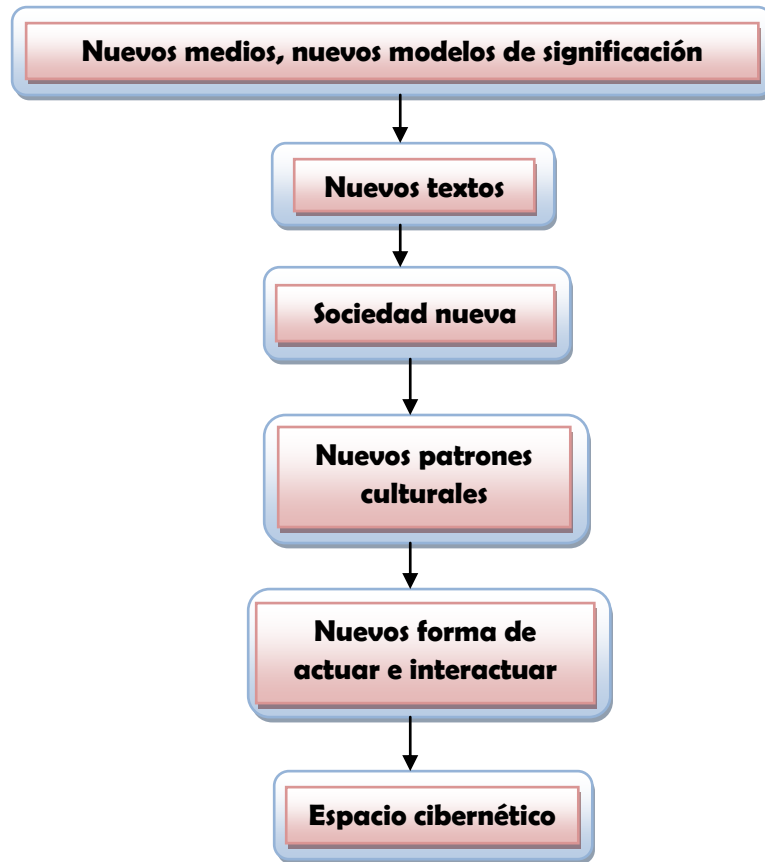 Nuevos medios, nuevos modelos de significación
Nuevos textos
Sociedad nueva
Nuevos patrones
culturales
Nuevos forma de
actuar e interactuar
Espacio cibernético